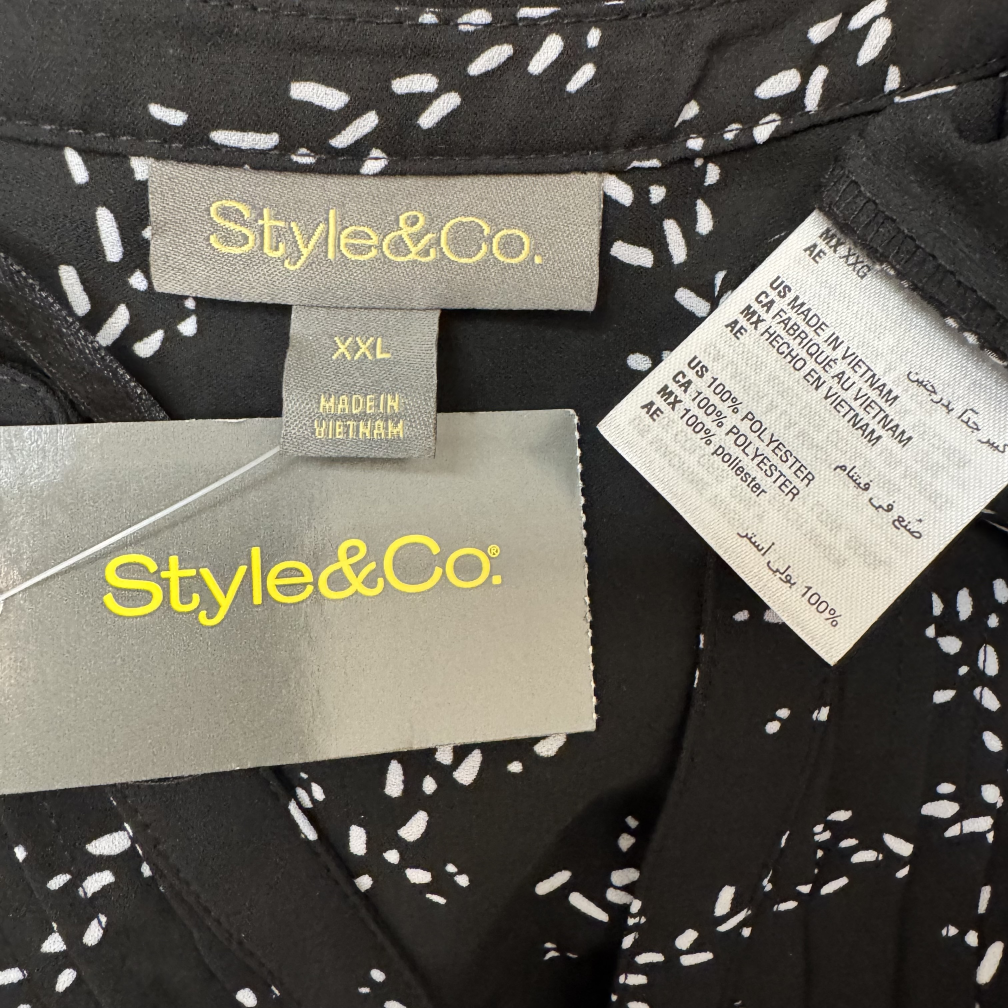 Style&Co.
XXL
MADE IN
VIETNAM
Style&Co.®
MX XXG
AE
US MADE IN VIETNAM
CA FABRIQUÉ AU VIETNAM
MX HECHO EN VIETNAM
AE
صُنع في فيتنام
US 100% POLYESTER
CA 100% POLYESTER
MX 100% poliester
AE
100% بولي أستر